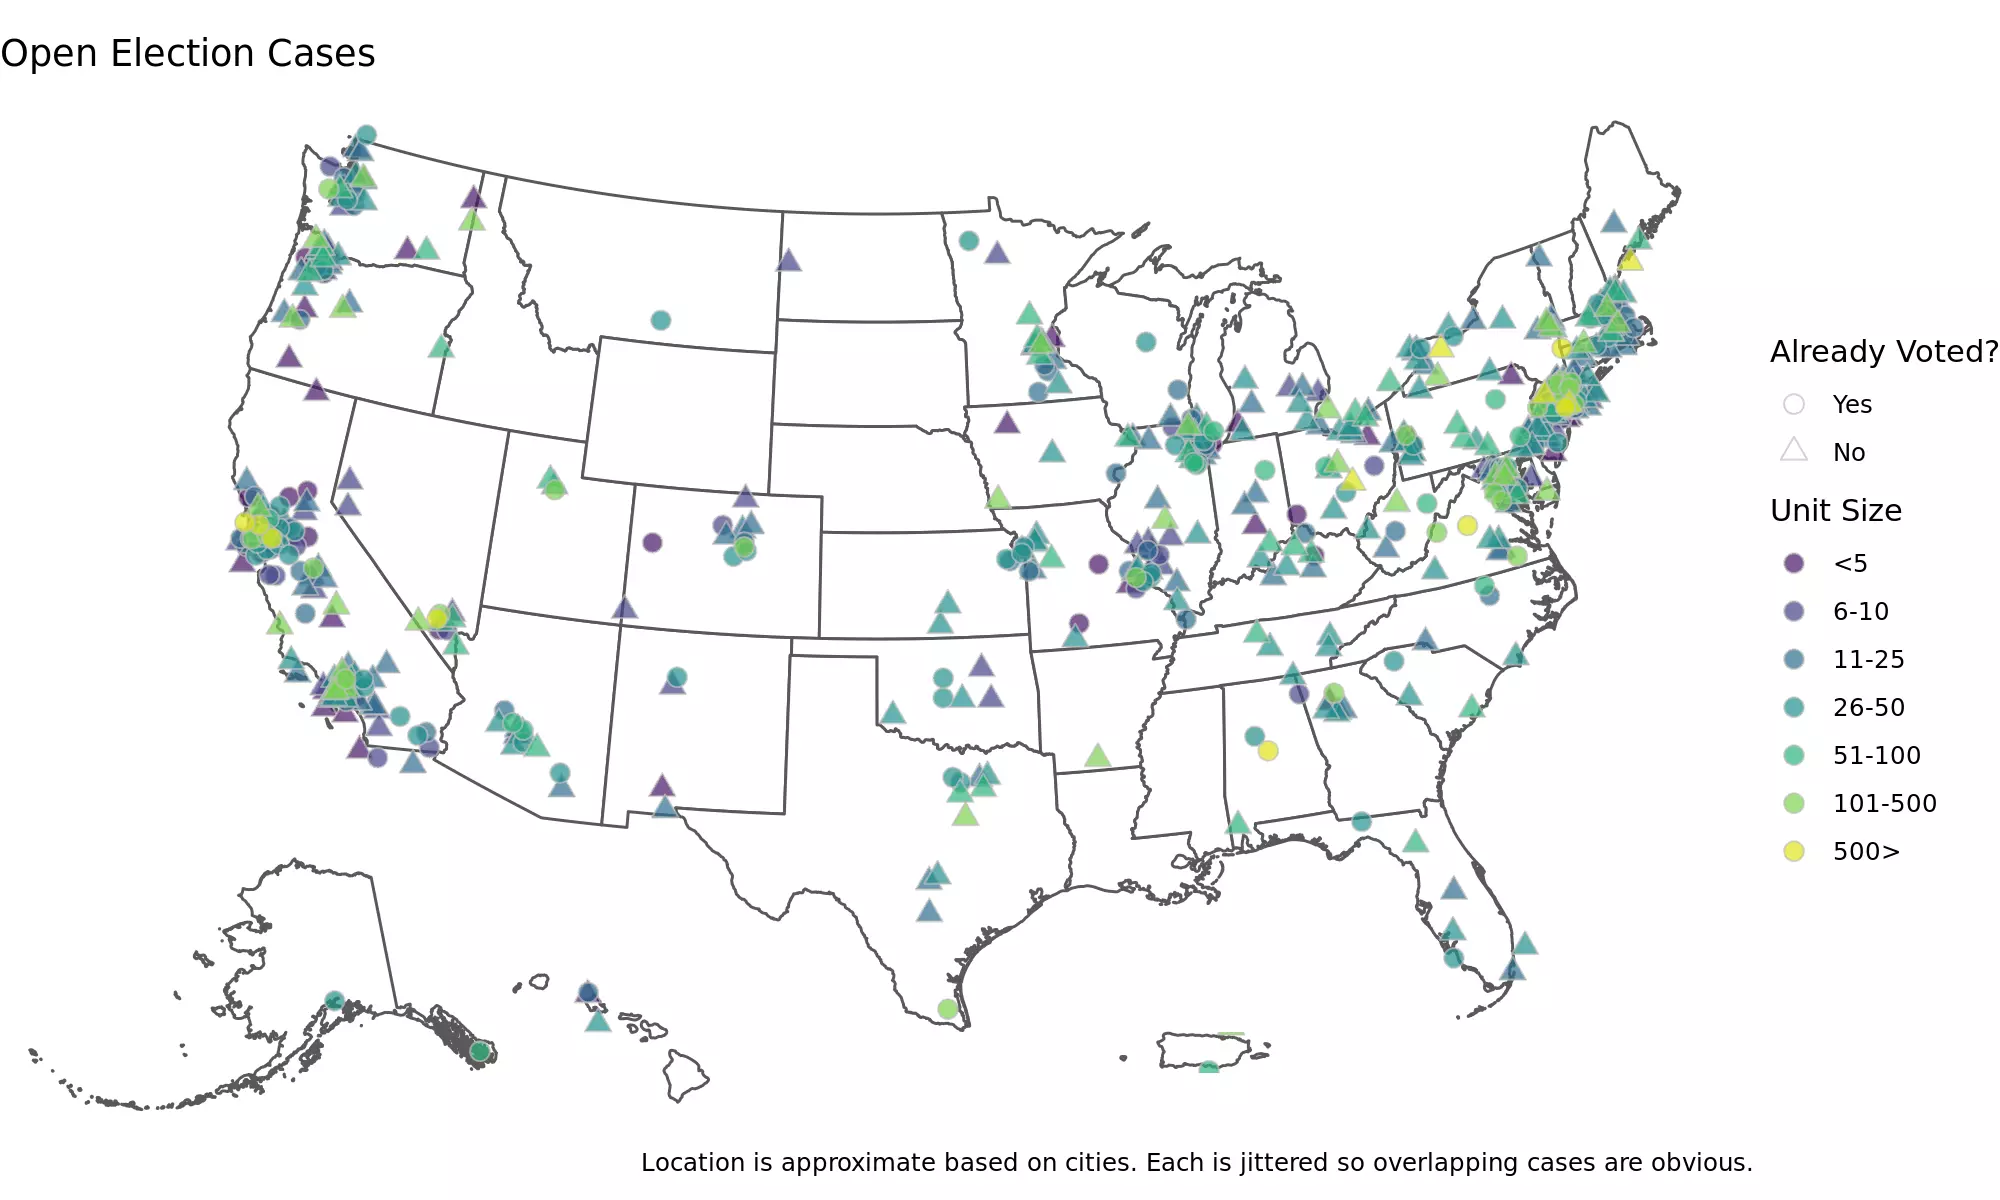 Open Election Cases
Already Voted?
Yes
No
Unit Size
<5
6-10
11-25
26-50
51-100
101-500
500>
Location is approximate based on cities. Each is jittered so overlapping cases are obvious.